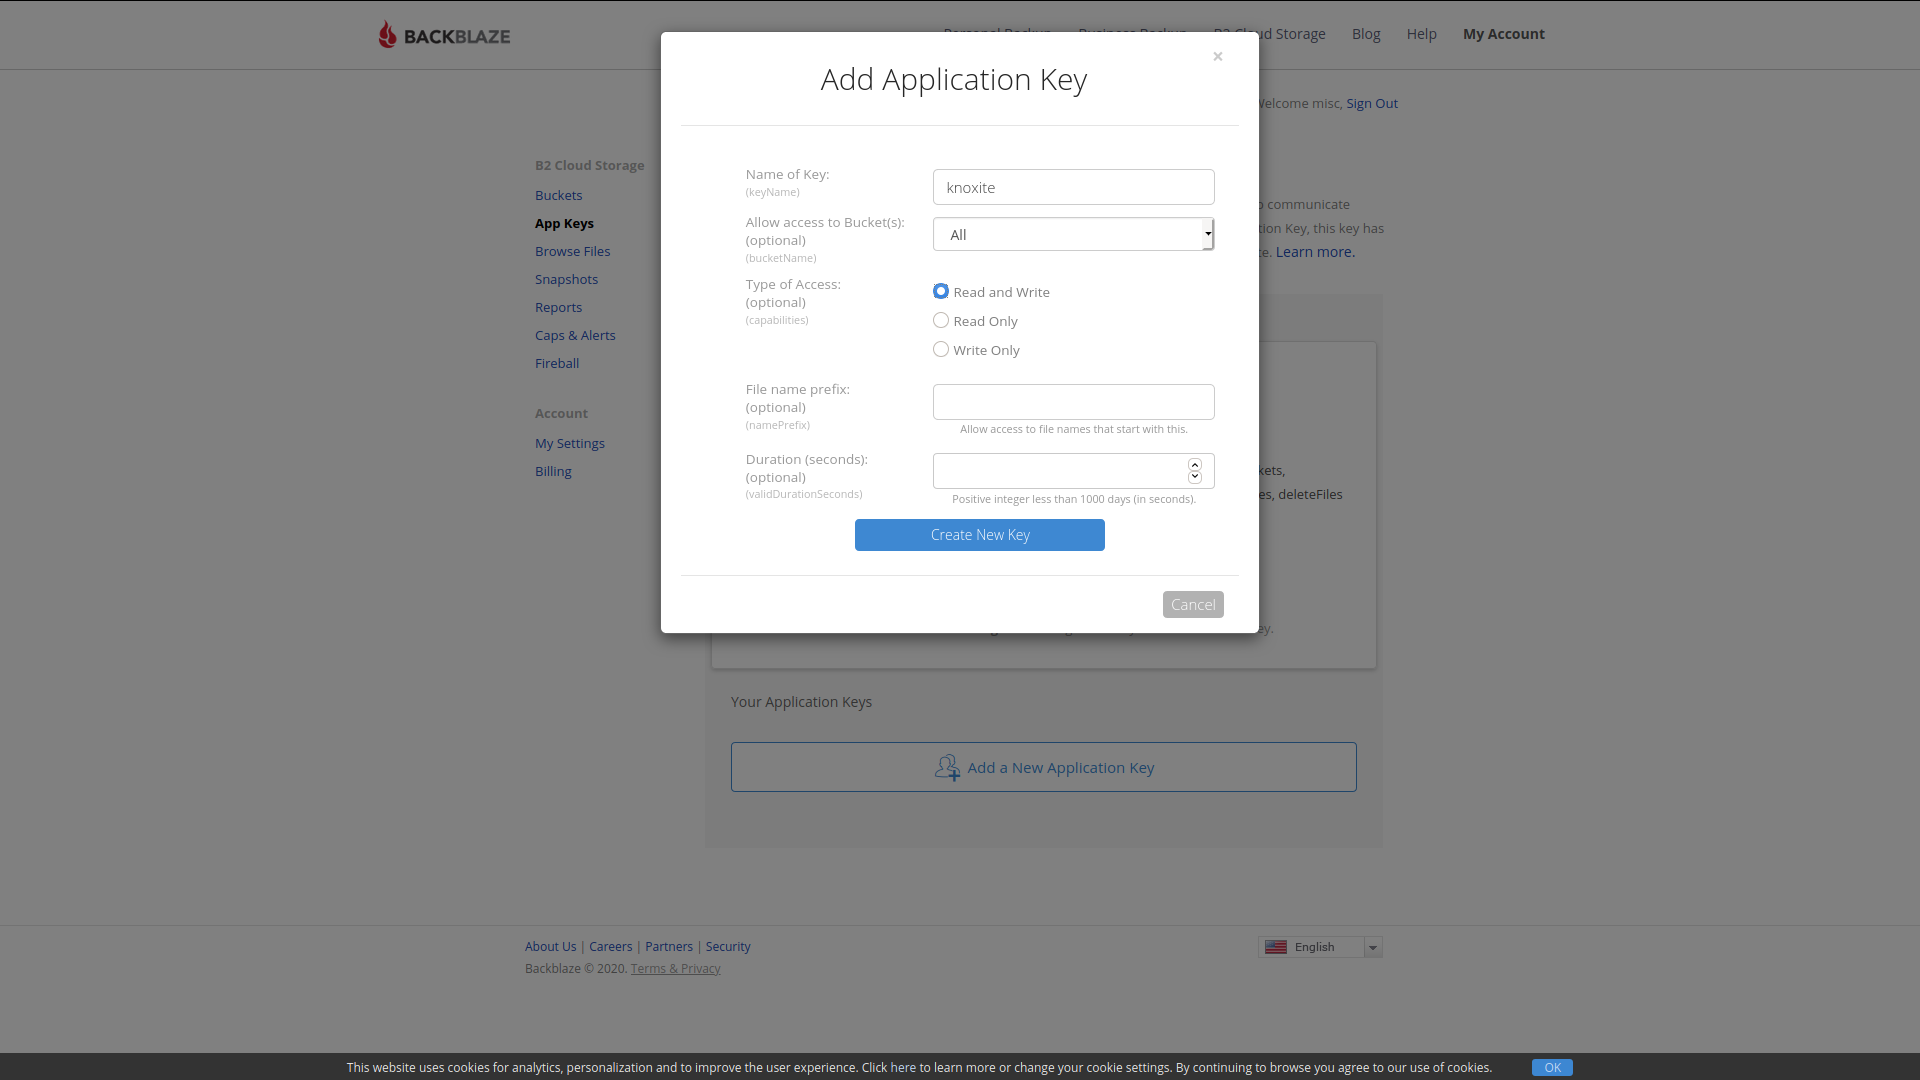 BACKBLAZE
Cloud Storage
Blog
Help
My Account
Welcome misc, Sign Out
Add Application Key
×
B2 Cloud Storage
Buckets
App Keys
Browse Files
Snapshots
Reports
Caps & Alerts
Fireball
Account
My Settings
Billing
Name of Key:
(keyName)
knoxite
Allow access to Bucket(s):
(optional)
(bucketName)
All
Type of Access:
(optional)
(capabilities)
Read and Write
Read Only
Write Only
File name prefix:
(optional)
(namePrefix)
Allow access to file names that start with this.
Duration (seconds):
(optional)
(validDurationSeconds)
Positive integer less than 1000 days (in seconds).
Create New Key
Cancel
communicate
Key, this key has
Learn more.
deleteFiles
Your Application Keys
Add a New Application Key
About Us | Careers | Partners | Security
Backblaze © 2020. Terms & Privacy
English
This website uses cookies for analytics, personalization and to improve the user experience. Click here to learn more or change your cookie settings. By continuing to browse you agree to our use of cookies.
OK